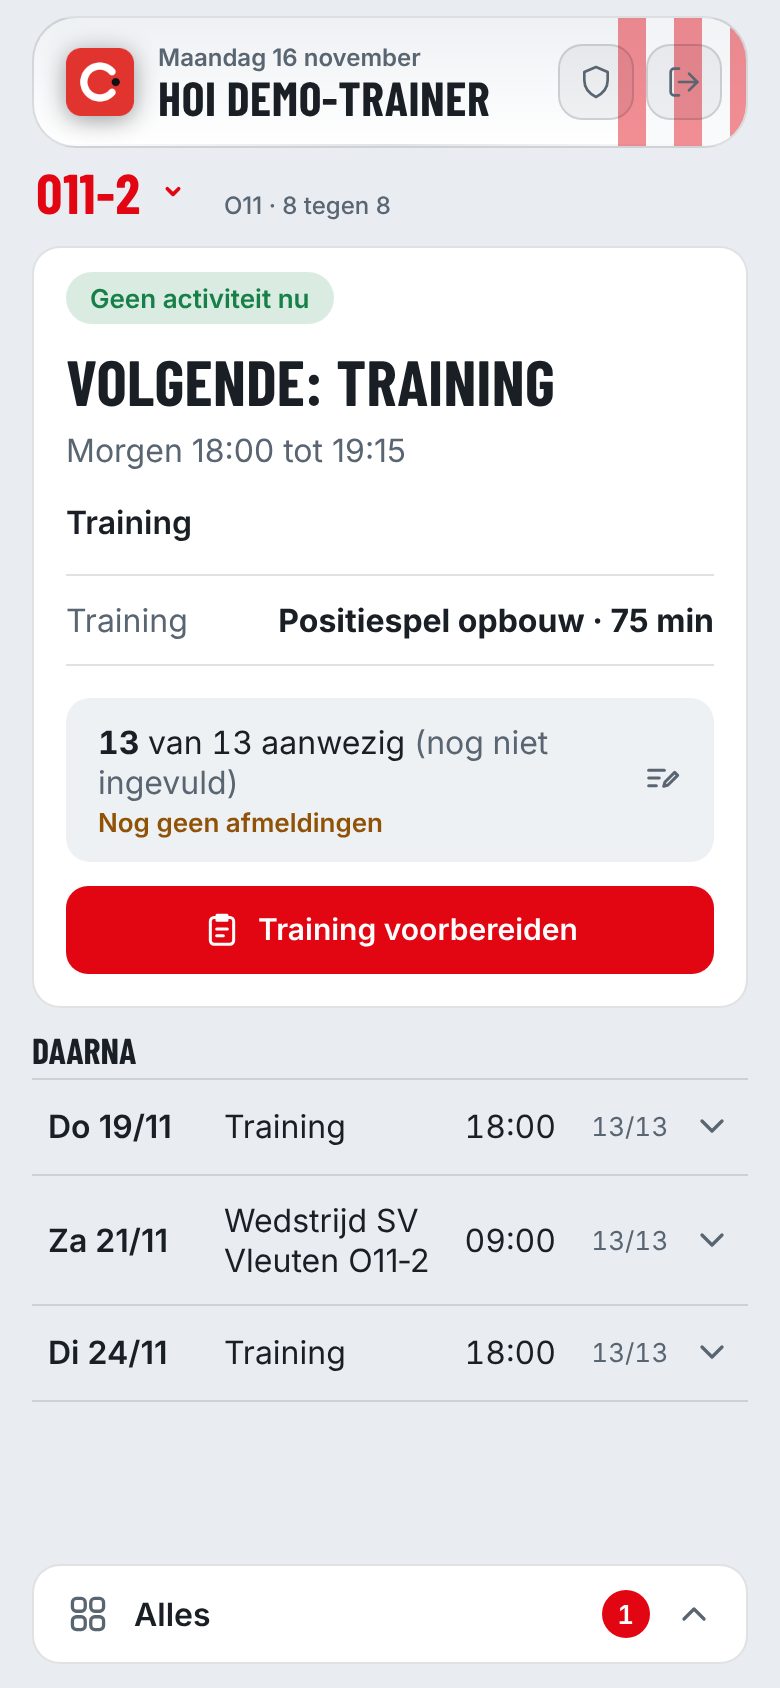 Maandag 16 november
HOI DEMO-TRAINER
O11-2
O11 · 8 tegen 8
Geen activiteit nu
VOLGENDE: TRAINING
Morgen 18:00 tot 19:15
Training
Training Positiespel opbouw · 75 min
13 van 13 aanwezig (nog niet
ingevuld)
Nog geen afmeldingen
Training voorbereiden
DAARNA
Do 19/11 Training 18:00 13/13
Za 21/11 Wedstrijd SV
Vleuten O11-2 09:00 13/13
Di 24/11 Training 18:00 13/13
Alles 1